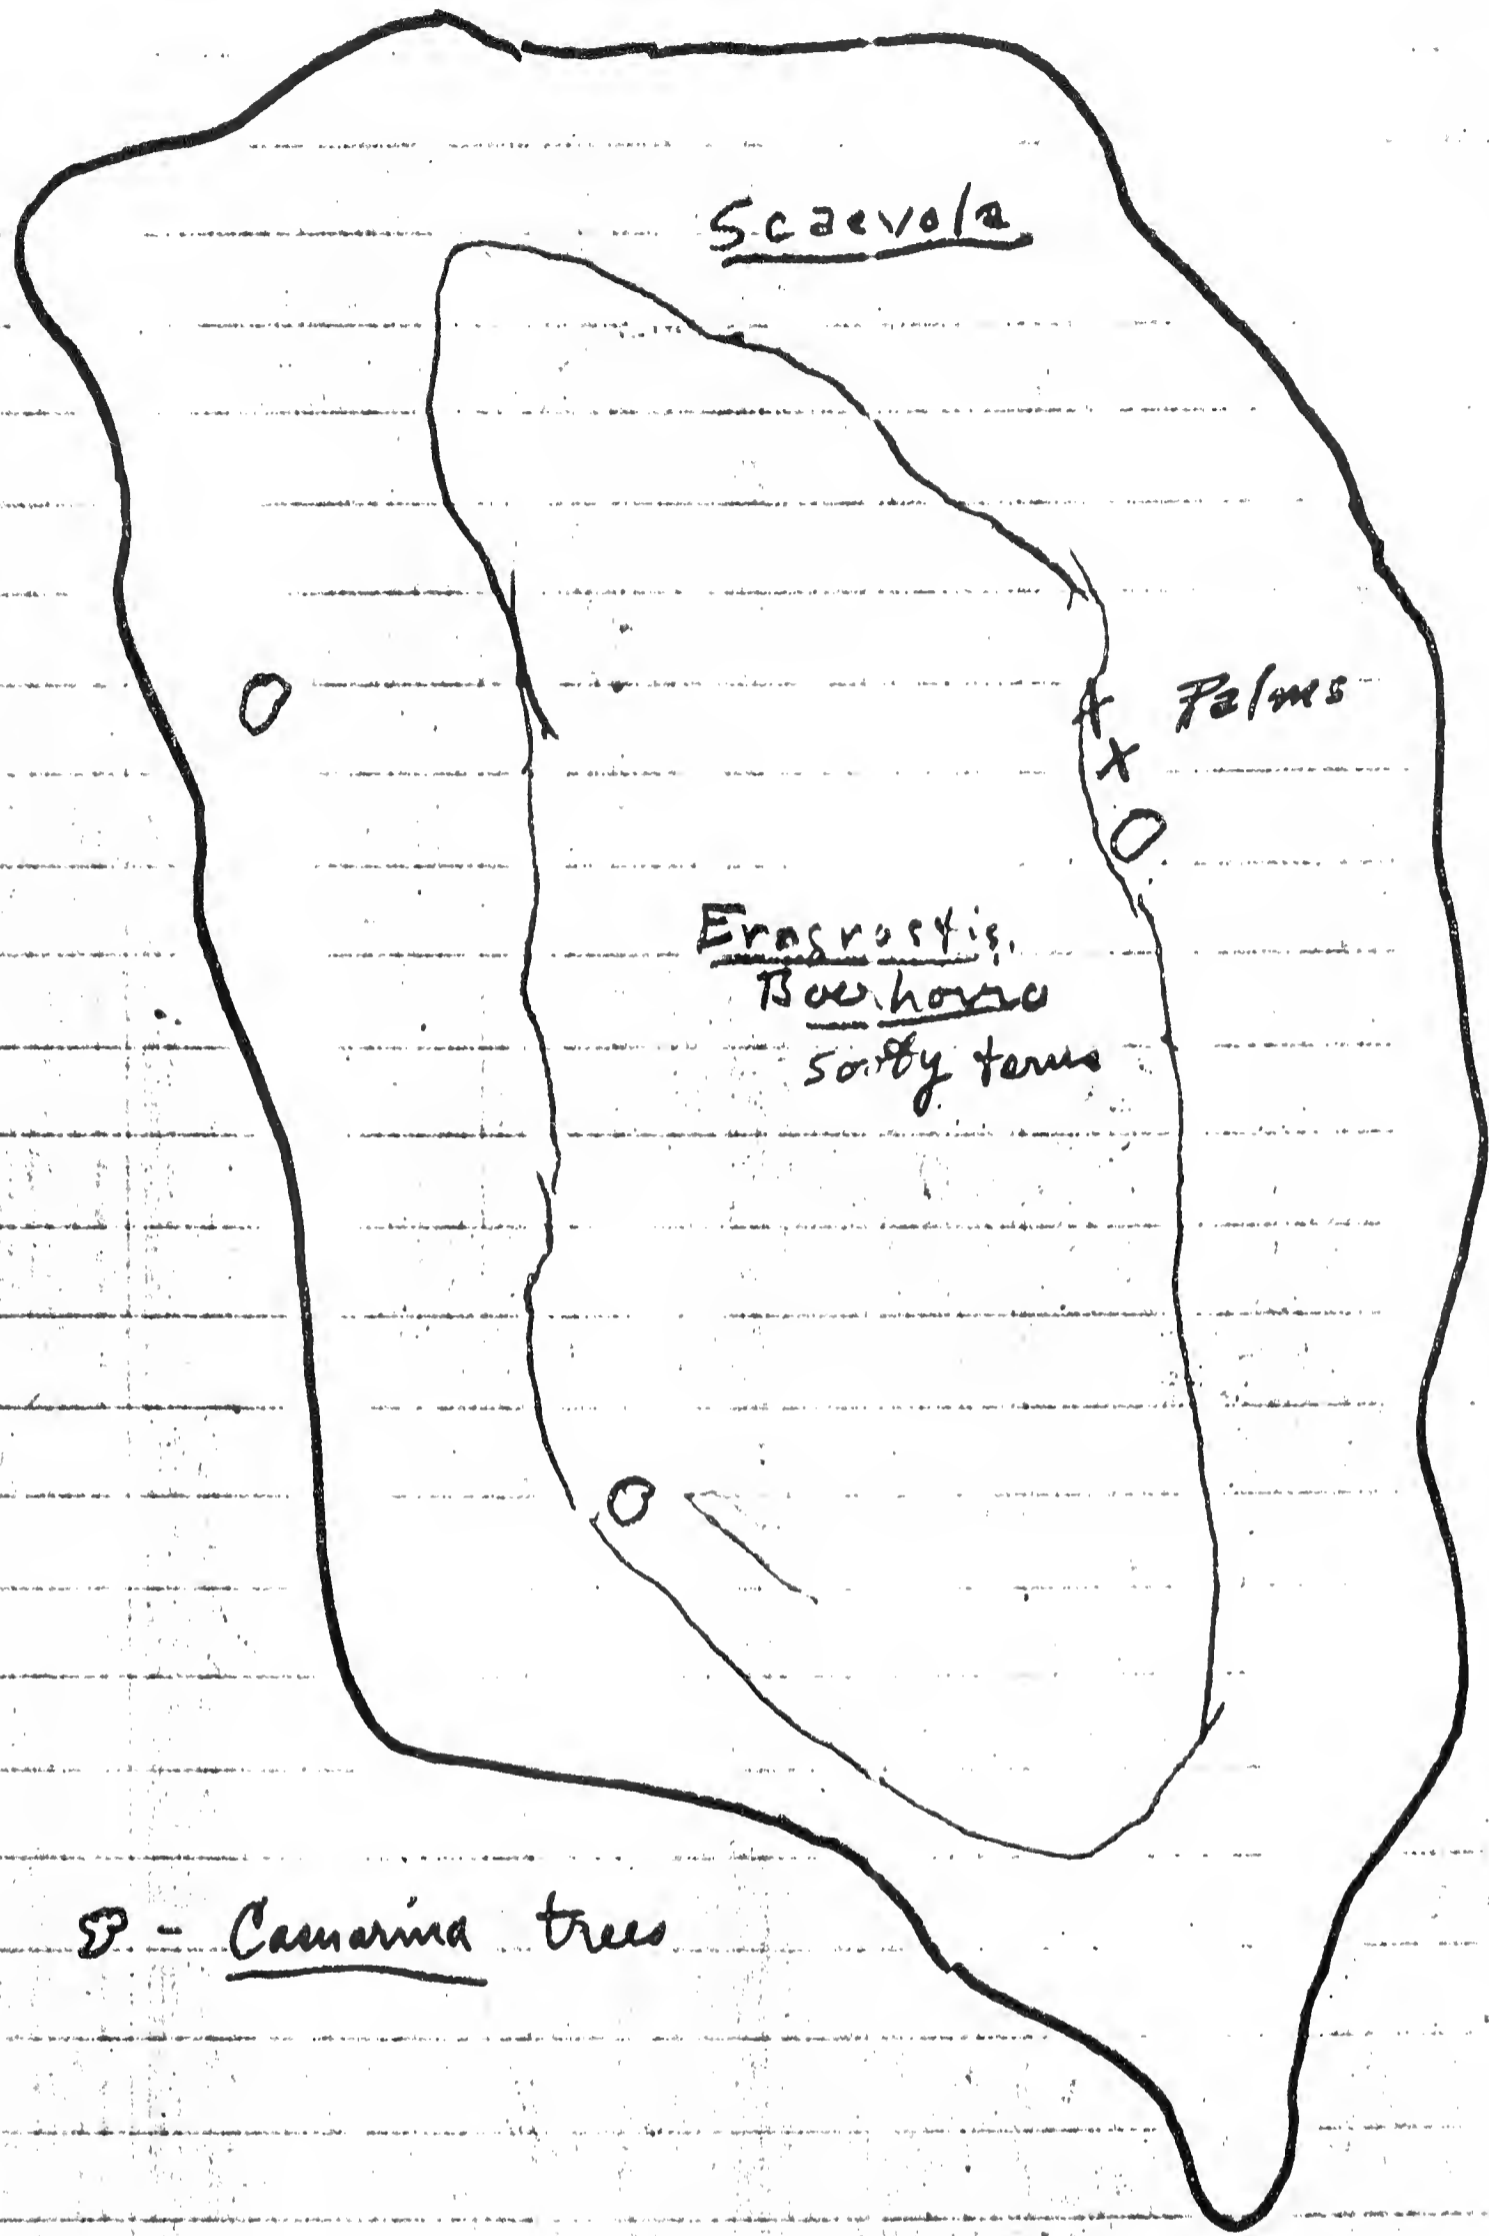 Scaevola
X Palms
X
Eragrostis,
Boerhavia
sooty terns
O - Casuarina trees